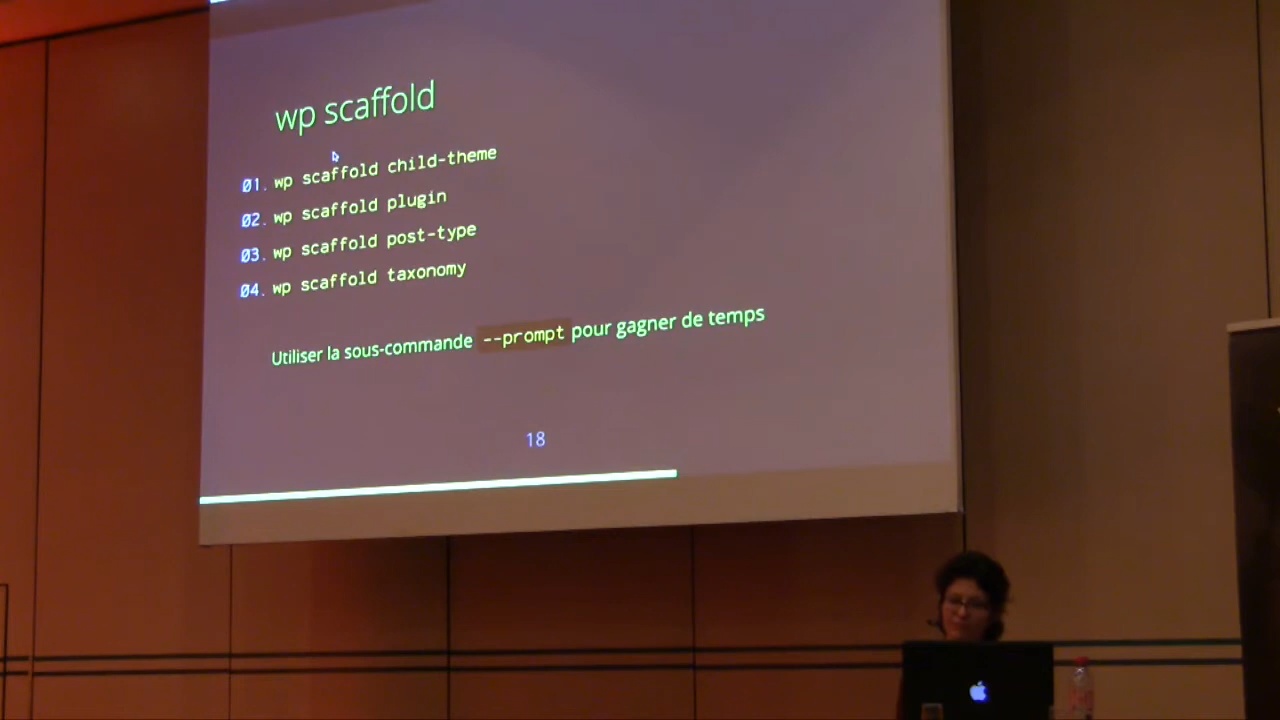 wp scaffold
01. wp scaffold child-theme
02. wp scaffold plugin
03. wp scaffold post-type
04. wp scaffold taxonomy
Utiliser la sous-commande --prompt pour gagner de temps
18